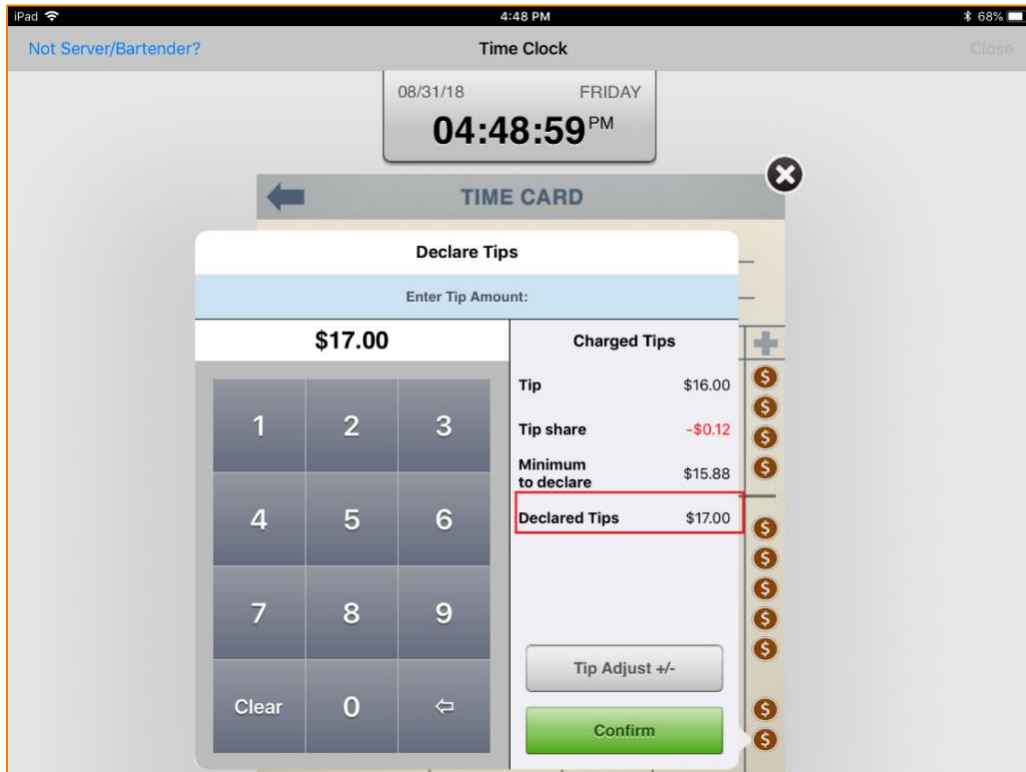 iPad 4:48 PM 68%
Not Server/Bartender? Time Clock Close
08/31/18 FRIDAY
04:48:59 PM
TIME CARD
Declare Tips
Enter Tip Amount:
$17.00
Charged Tips
Tip $16.00
Tip share -$0.12
Minimum
to declare $15.88
Declared Tips $17.00
1 2 3
4 5 6
7 8 9
Clear 0
Tip Adjust +/-
Confirm